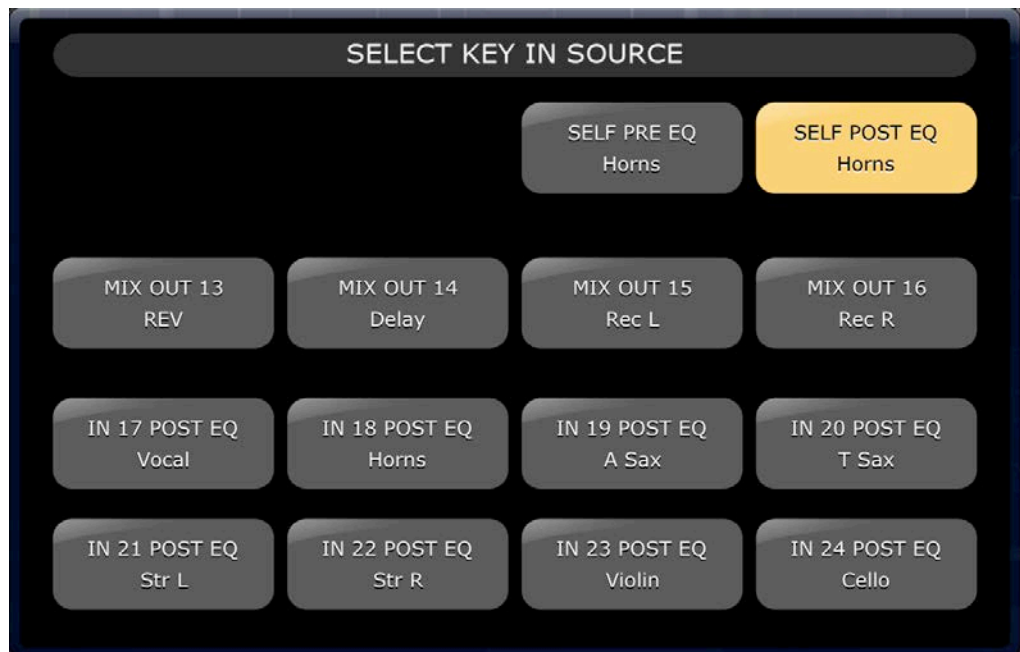 SELECT KEY IN SOURCE
SELF PRE EQ
Horns
SELF POST EQ
Horns
MIX OUT 13
REV
MIX OUT 14
Delay
MIX OUT 15
Rec L
MIX OUT 16
Rec R
IN 17 POST EQ
Vocal
IN 18 POST EQ
Horns
IN 19 POST EQ
A Sax
IN 20 POST EQ
T Sax
IN 21 POST EQ
Str L
IN 22 POST EQ
Str R
IN 23 POST EQ
Violin
IN 24 POST EQ
Cello